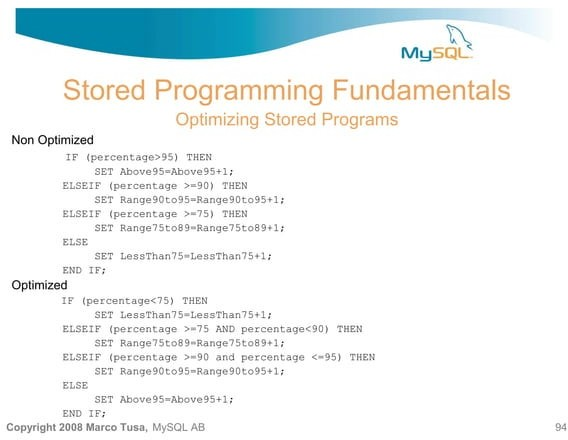 MySQL
Stored Programming Fundamentals
Optimizing Stored Programs
Non Optimized
IF (percentage>95) THEN
SET Above95=Above95+1;
ELSEIF (percentage >=90) THEN
SET Range90to95=Range90to95+1;
ELSEIF (percentage >=75) THEN
SET Range75to89=Range75to89+1;
ELSE
SET LessThan75=LessThan75+1;
END IF;
Optimized
IF (percentage<75) THEN
SET LessThan75=LessThan75+1;
ELSEIF (percentage >=75 AND percentage<90) THEN
SET Range75to89=Range75to89+1;
ELSEIF (percentage >=90 and percentage <=95) THEN
SET Range90to95=Range90to95+1;
ELSE
SET Above95=Above95+1;
END IF;
Copyright 2008 Marco Tusa, MySQL AB 94